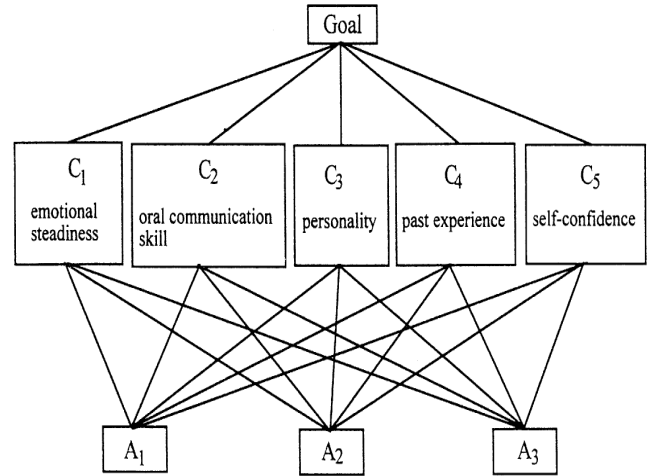 Goal
C1
emotional
steadiness
C2
oral communication
skill
C3
personality
C4
past experience
C5
self-confidence
A1
A2
A3